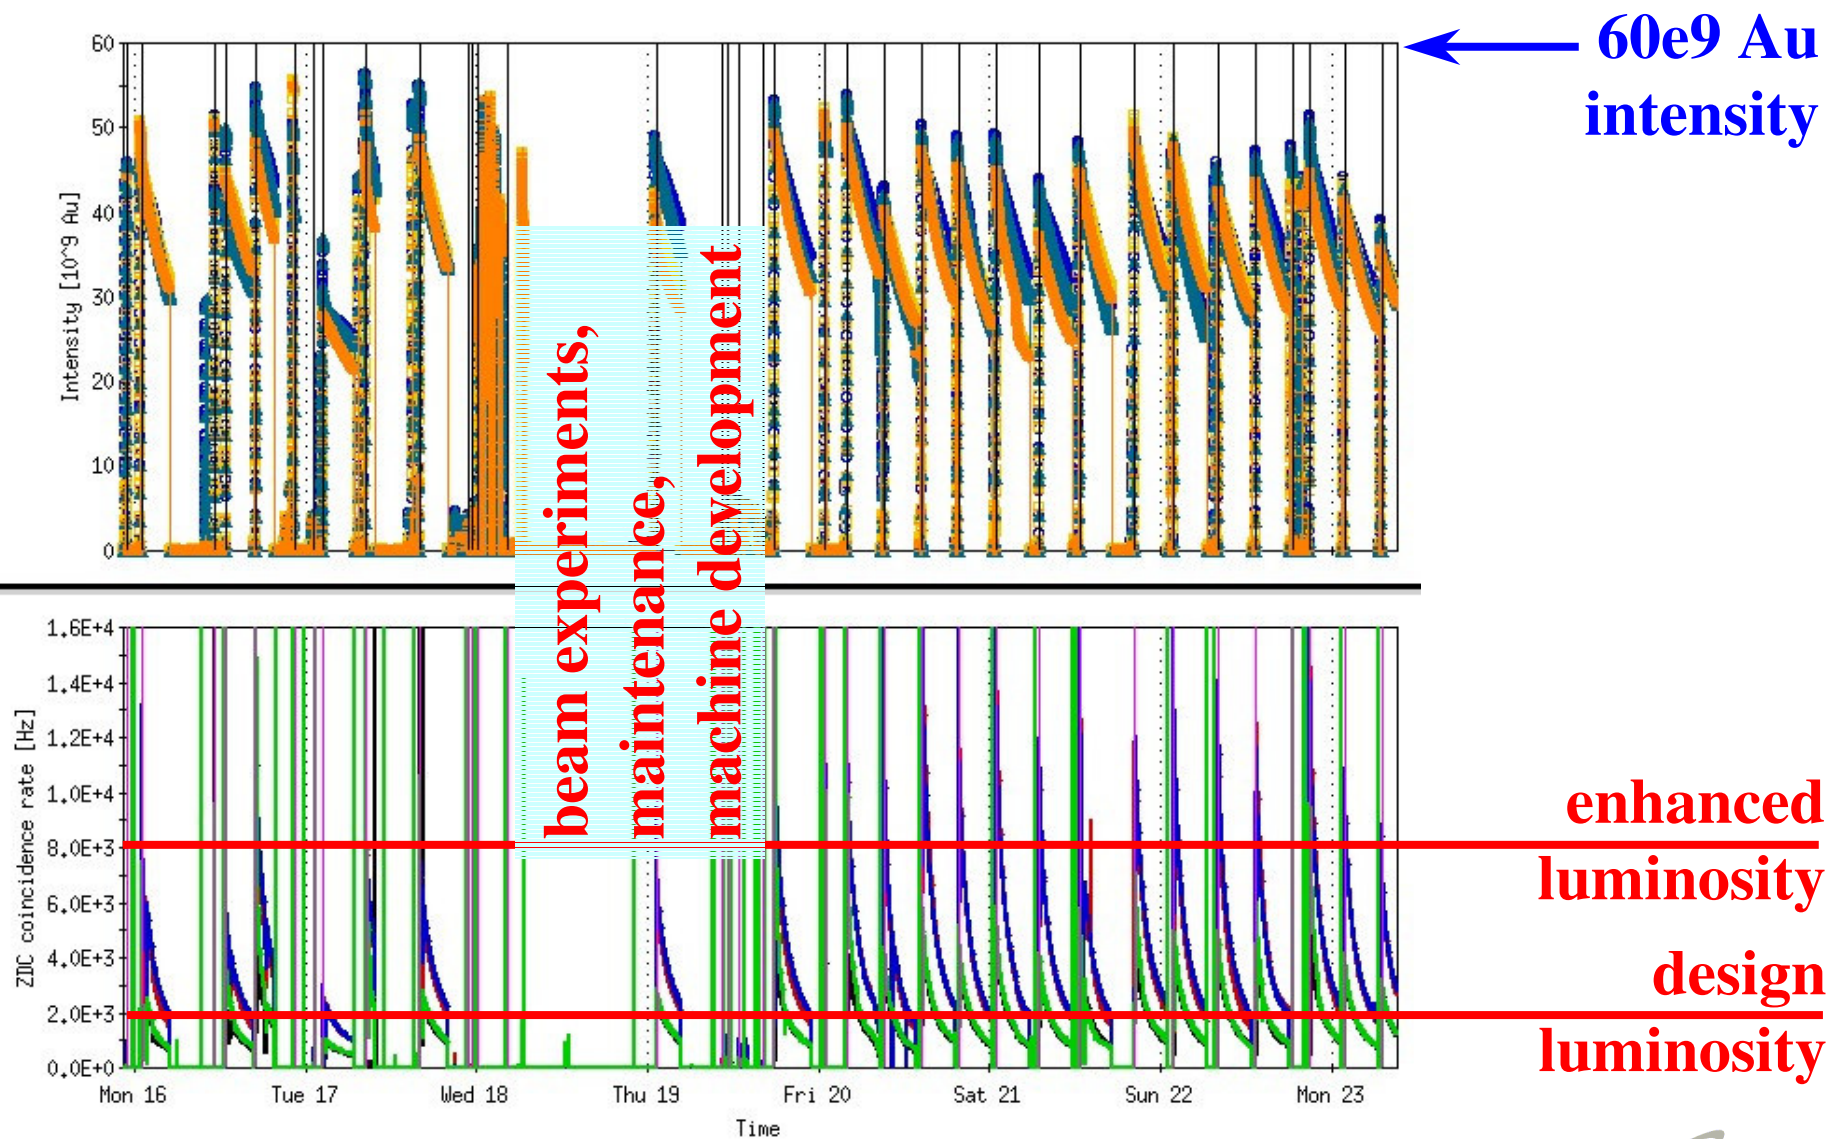 60e9 Au
intensity
60
50
40
30
20
10
0
Intensity [10^9 Au]
beam experiments,
maintenance,
machine development
1.6E+4
1.4E+4
1.2E+4
1.0E+4
8.0E+3
6.0E+3
4.0E+3
2.0E+3
0.0E+0
ZDC coincidence rate [Hz]
enhanced
luminosity
design
luminosity
Mon 16 Tue 17 Wed 18 Thu 19 Fri 20 Sat 21 Sun 22 Mon 23
Time